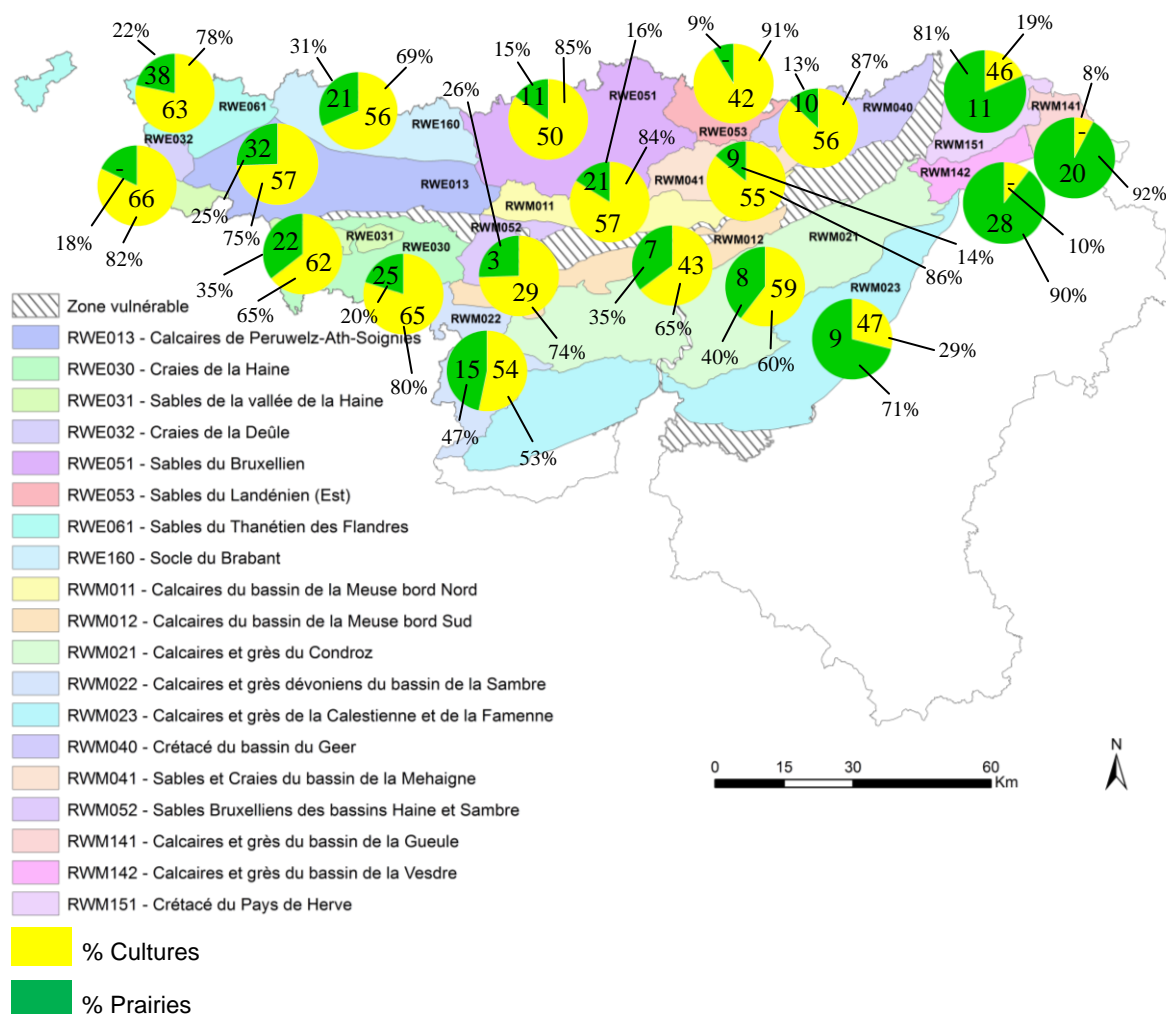 22% 78%
38
63
RWE061
31% 69%
21
56
RWE160
15% 85%
11
50
RWE051
16%
84%
21
57
RWM011
9% 91%
-
42
RWE053
13% 87%
10
56
RWM040
81% 19%
46
11
RWM151
8%
RWM141
-
20
92%
RWE032
-
66
18%
82%
32
57
25%
75%
RWE013
26%
RWM052
3
29
74%
RWM041
9
55
14%
86%
RWM142
-
28
10%
90%
RWE031
RWE030
22
62
35%
65%
25
65
20%
80%
RWM012
7
43
35%
65%
RWM021
8
59
40%
60%
RWM023
47
9
29%
71%
RWM022
15
54
47%
53%
Zone vulnérable
RWE013 - Calcaires de Peruwelz-Ath-Soignies
RWE030 - Craies de la Haine
RWE031 - Sables de la vallée de la Haine
RWE032 - Craies de la Deûle
RWE051 - Sables du Bruxellien
RWE053 - Sables du Landénien (Est)
RWE061 - Sables du Thanétien des Flandres
RWE160 - Socle du Brabant
RWM011 - Calcaires du bassin de la Meuse bord Nord
RWM012 - Calcaires du bassin de la Meuse bord Sud
RWM021 - Calcaires et grès du Condroz
RWM022 - Calcaires et grès dévoniens du bassin de la Sambre
RWM023 - Calcaires et grès de la Calestienne et de la Famenne
RWM040 - Crétacé du bassin du Geer
RWM041 - Sables et Craies du bassin de la Mehaigne
RWM052 - Sables Bruxelliens des bassins Haine et Sambre
RWM141 - Calcaires et grès du bassin de la Gueule
RWM142 - Calcaires et grès du bassin de la Vesdre
RWM151 - Crétacé du Pays de Herve
% Cultures
% Prairies
0 15 30 60
Km
N